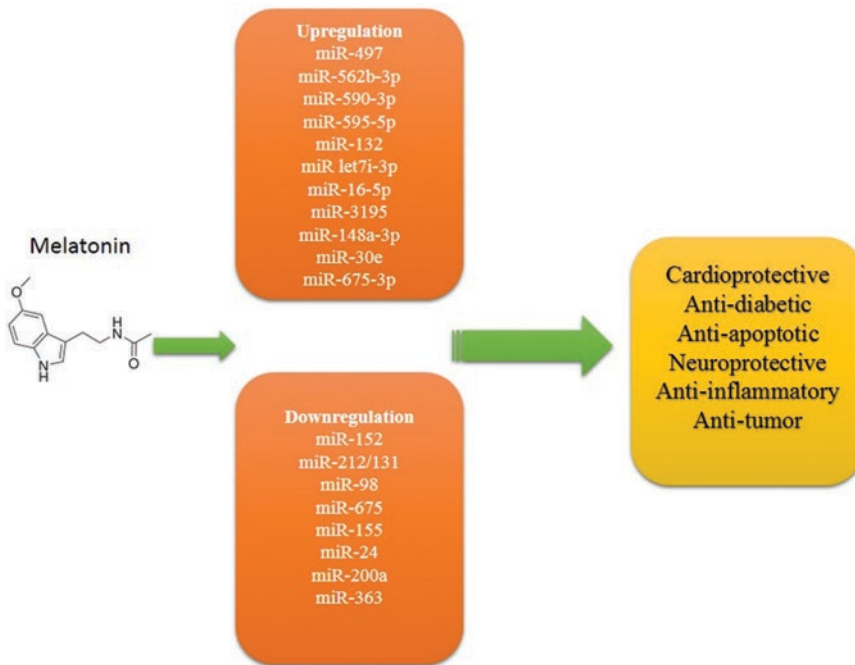 Melatonin
O
N
H
H
N
O
Upregulation
miR-497
miR-562b-3p
miR-590-3p
miR-595-5p
miR-132
miR let7i-3p
miR-16-5p
miR-3195
miR-148a-3p
miR-30e
miR-675-3p
Downregulation
miR-152
miR-212/131
miR-98
miR-675
miR-155
miR-24
miR-200a
miR-363
Cardioprotective
Anti-diabetic
Anti-apoptotic
Neuroprotective
Anti-inflammatory
Anti-tumor